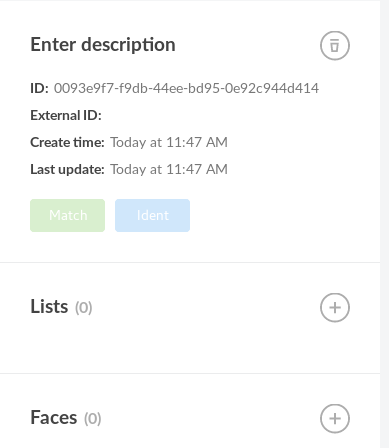 Enter description
ID: 0093e9f7-f9db-44ee-bd95-0e92c944d414
External ID:
Create time: Today at 11:47 AM
Last update: Today at 11:47 AM
Match Ident
Lists (0)
Faces (0)